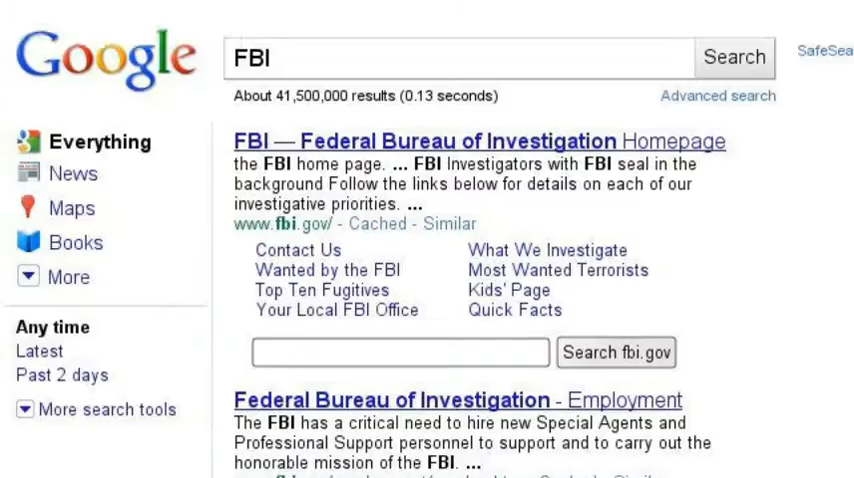 Google
FBI
Search
SafeSea
About 41,500,000 results (0.13 seconds)
Advanced search
Everything
News
Maps
Books
More
Any time
Latest
Past 2 days
More search tools
FBI — Federal Bureau of Investigation Homepage
the FBI home page. ... FBI Investigators with FBI seal in the
background Follow the links below for details on each of our
investigative priorities. ...
www.fbi.gov/ - Cached - Similar
Contact Us
What We Investigate
Wanted by the FBI
Most Wanted Terrorists
Top Ten Fugitives
Kids' Page
Your Local FBI Office
Quick Facts
Search fbi.gov
Federal Bureau of Investigation - Employment
The FBI has a critical need to hire new Special Agents and
Professional Support personnel to support and to carry out the
honorable mission of the FBI. ...